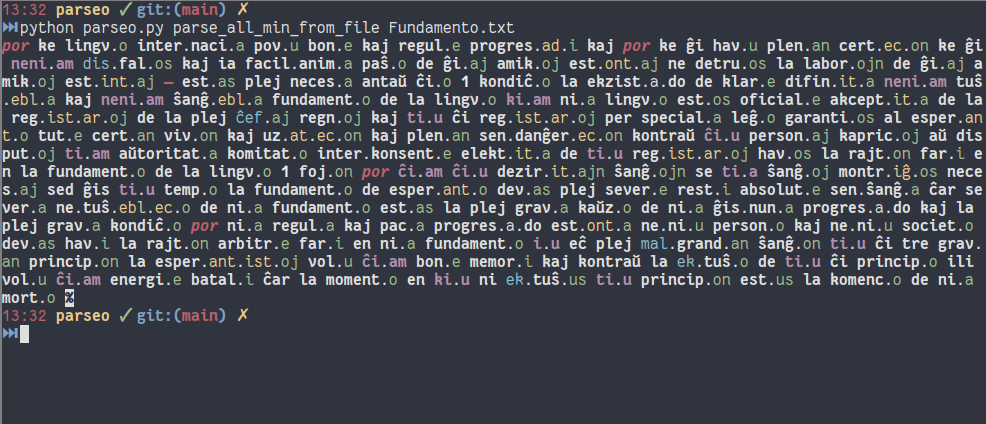 13:32 parseo ✓ git:(main) ✗
⏭python parseo.py parse_all_min_from_file Fundamento.txt
por ke lingv.o inter.naci.a pov.u bon.e kaj regul.e progres.ad.i kaj por ke ĝi hav.u plen.an cert.ec.on ke ĝ
i neni.am dis.fal.os kaj ia facil.anim.a paŝ.o de ĝi.aj amik.oj est.ont.aj ne detru.os la labor.ojn de ĝi.aj a
mik.oj est.int.aj — est.as plej neces.a antaŭ ĉi.o 1 kondiĉ.o la ekzist.a.do de klar.e difin.it.a neni.am tuŝ
.ebl.a kaj neni.am ŝanĝ.ebl.a fundament.o de la lingv.o ki.am ni.a lingv.o est.os oficial.e akcept.it.a de la
 reg.ist.ar.oj de la plej ĉef.aj regn.oj kaj ti.u ĉi reg.ist.ar.oj per special.a leĝ.o garanti.os al esper.an
t.o tut.e cert.an viv.on kaj uz.at.ec.on kaj plen.an sen.danĝer.ec.on kontraŭ ĉi.u person.aj kapric.oj aŭ dis
put.oj ti.am aŭtoritat.a komitat.o inter.konsent.e elekt.it.a de ti.u reg.ist.ar.oj hav.os la rajt.on far.i e
n la fundament.o de la lingv.o 1 foj.on por ĉi.am ĉi.u dezir.it.ajn ŝanĝ.ojn se ti.a ŝanĝ.oj montr.iĝ.os nece
s.aj sed ĝis ti.u temp.o la fundament.o de esper.ant.o dev.as plej sever.e rest.i absolut.e sen.ŝanĝ.a ĉar se
ver.a ne.tuŝ.ebl.ec.o de ni.a fundament.o est.as la plej grav.a kaŭz.o de ni.a ĝis.nun.a progres.a.do kaj la
plej grav.a kondiĉ.o por ni.a regul.a kaj pac.a progres.a.do est.ont.a ne.ni.u person.o kaj ne.ni.u societ.o
dev.as hav.i la rajt.on arbitr.e far.i en ni.a fundament.o i.u eĉ plej mal.grand.an ŝanĝ.on ti.u ĉi tre grav.
an princip.on la esper.ant.ist.oj vol.u ĉi.am bon.e memor.i kaj kontraŭ la ek.tuŝ.o de ti.u ĉi princip.o ili
vol.u ĉi.am energi.e batal.i ĉar la moment.o en ki.u ni ek.tuŝ.us ti.u princip.on est.us la komenc.o de ni.a
mort.o %
13:32 parseo ✓ git:(main) ✗
⏭